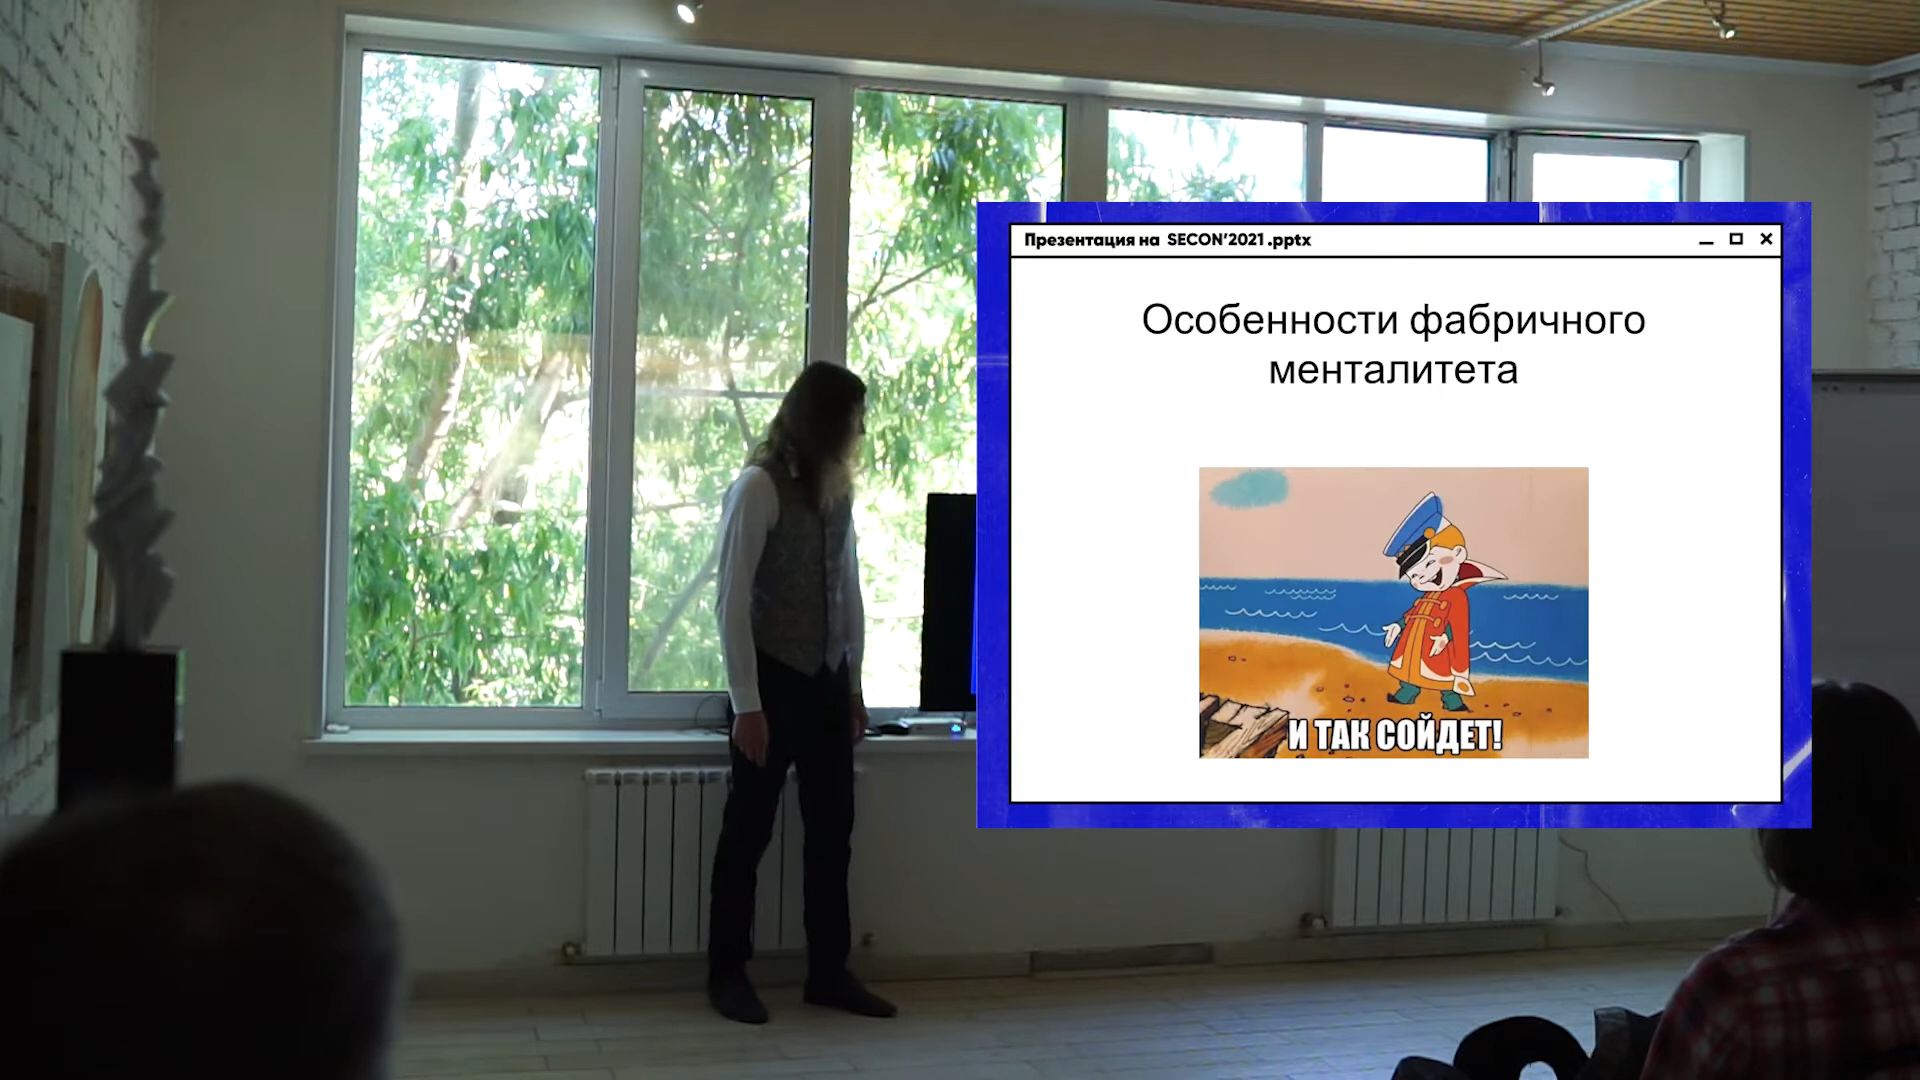 Презентация на SECON’2021.pptx
Особенности фабричного
менталитета
И ТАК СОЙДЕТ!